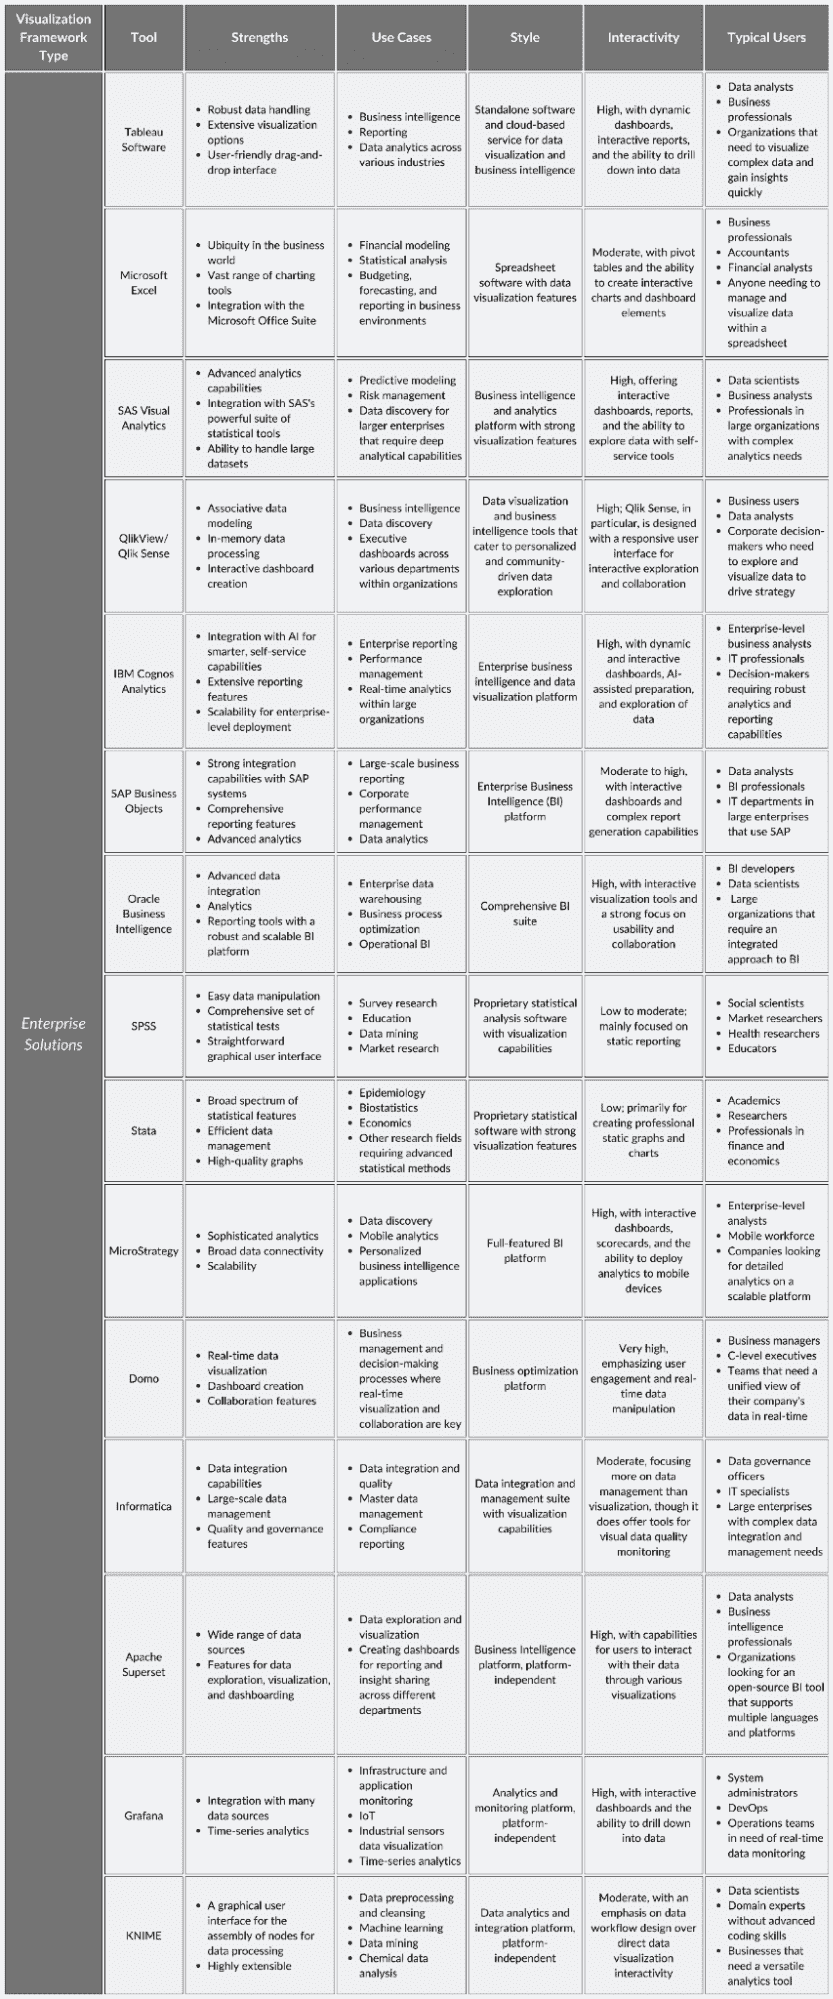 Visualization
Framework
Type
Tool
Strengths
Use Cases
Style
Interactivity
Typical Users
Enterprise
Solutions
Tableau
Software
• Robust data handling
• Extensive visualization
options
• User-friendly drag-and-
drop interface
• Business intelligence
• Reporting
• Data analytics across
various industries
Standalone software
and cloud-based
service for data
visualization and
business intelligence
High, with dynamic
dashboards,
interactive reports,
and the ability to drill
down into data
• Data analysts
• Business
professionals
• Organizations that
need to visualize
complex data and
gain insights
quickly
Microsoft
Excel
• Ubiquity in the business
world
• Vast range of charting
tools
• Integration with the
Microsoft Office Suite
• Financial modeling
• Statistical analysis
• Budgeting,
forecasting, and
reporting in business
environments
Spreadsheet
software with data
visualization features
Moderate, with pivot
tables and the ability
to create interactive
charts and dashboard
elements
• Business
professionals
• Accountants
• Financial analysts
• Anyone needing to
manage and
visualize data
within a
spreadsheet
SAS Visual
Analytics
• Advanced analytics
capabilities
• Integration with SAS's
powerful suite of
statistical tools
• Ability to handle large
datasets
• Predictive modeling
• Risk management
• Data discovery for
larger enterprises
that require deep
analytical capabilities
Business intelligence
and analytics
platform with strong
visualization features
High, offering
interactive
dashboards, reports,
and the ability to
explore data with self-
service tools
• Data scientists
• Business analysts
• Professionals in
large organizations
with complex
analytics needs
QlikView/
Qlik Sense
• Associative data
modeling
• In-memory data
processing
• Interactive dashboard
creation
• Business intelligence
• Data discovery
• Executive
dashboards across
various departments
within organizations
Data visualization
and business
intelligence tools that
cater to personalized
and community-
driven data
exploration
High; Qlik Sense, in
particular, is designed
with a responsive user
interface for
interactive exploration
and collaboration
• Business users
• Data analysts
• Corporate decision-
makers who need
to explore and
visualize data to
drive strategy
IBM Cognos
Analytics
• Integration with AI for
smarter, self-service
capabilities
• Extensive reporting
features
• Scalability for enterprise-
level deployment
• Enterprise reporting
• Performance
management
• Real-time analytics
within large
organizations
Enterprise business
intelligence and data
visualization platform
High, with dynamic
and interactive
dashboards, AI-
assisted preparation,
and exploration of
data
• Enterprise-level
business analysts
• IT professionals
• Decision-makers
requiring robust
analytics and
reporting
capabilities
SAP Business
Objects
• Strong integration
capabilities with SAP
systems
• Comprehensive
reporting features
• Advanced analytics
• Large-scale business
reporting
• Corporate
performance
management
• Data analytics
Enterprise Business
Intelligence (BI)
platform
Moderate to high,
with interactive
dashboards and
complex report
generation capabilities
• Data analysts
• BI professionals
• IT departments in
large enterprises
that use SAP
Oracle
Business
Intelligence
• Advanced data
integration
• Analytics
• Reporting tools with a
robust and scalable BI
platform
• Enterprise data
warehousing
• Business process
optimization
• Operational BI
Comprehensive BI
suite
High, with interactive
visualization tools and
a strong focus on
usability and
collaboration
• BI developers
• Data scientists
• Large
organizations that
require an
integrated
approach to BI
SPSS
• Easy data manipulation
• Comprehensive set of
statistical tests
• Straightforward
graphical user interface
• Survey research
• Education
• Data mining
• Market research
Proprietary statistical
analysis software
with visualization
capabilities
Low to moderate;
mainly focused on
static reporting
• Social scientists
• Market researchers
• Health researchers
• Educators
Stata
• Broad spectrum of
statistical features
• Efficient data
management
• High-quality graphs
• Epidemiology
• Biostatistics
• Economics
• Other research fields
requiring advanced
statistical methods
Proprietary statistical
software with strong
visualization features
Low; primarily for
creating professional
static graphs and
charts
• Academics
• Researchers
• Professionals in
finance and
economics
MicroStrategy
• Sophisticated analytics
• Broad data connectivity
• Scalability
• Data discovery
• Mobile analytics
• Personalized
business intelligence
applications
Full-featured BI
platform
High, with interactive
dashboards,
scorecards, and the
ability to deploy
analytics to mobile
devices
• Enterprise-level
analysts
• Mobile workforce
• Companies looking
for detailed
analytics on a
scalable platform
Domo
• Real-time data
visualization
• Dashboard creation
• Collaboration features
• Business
management and
decision-making
processes where
real-time
visualization and
collaboration are key
Business optimization
platform
Very high,
emphasizing user
engagement and real-
time data
manipulation
• Business managers
• C-level executives
• Teams that need a
unified view of
their company's
data in real-time
Informatica
• Data integration
capabilities
• Large-scale data
management
• Quality and governance
features
• Data integration and
quality
• Master data
management
• Compliance
reporting
Data integration and
management suite
with visualization
capabilities
Moderate, focusing
more on data
management than
visualization, though it
does offer tools for
visual data quality
monitoring
• Data governance
officers
• IT specialists
• Large enterprises
with complex data
integration and
management needs
Apache
Superset
• Wide range of data
sources
• Features for data
exploration, visualization,
and dashboarding
• Data exploration and
visualization
• Creating dashboards
for reporting and
insight sharing
across different
departments
Business Intelligence
platform, platform-
independent
High, with capabilities
for users to interact
with their data
through various
visualizations
• Data analysts
• Business
intelligence
professionals
• Organizations
looking for an
open-source BI tool
that supports
multiple languages
and platforms
Grafana
• Integration with many
data sources
• Time-series analytics
• Infrastructure and
application
monitoring
• IoT
• Industrial sensors
data visualization
• Time-series analytics
Analytics and
monitoring platform,
platform-
independent
High, with interactive
dashboards and the
ability to drill down
into data
• System
administrators
• DevOps
• Operations teams
in need of real-time
data monitoring
KNIME
• A graphical user
interface for the
assembly of nodes for
data processing
• Highly extensible
• Data preprocessing
and cleansing
• Machine learning
• Data mining
• Chemical data
analysis
Data analytics and
integration platform,
platform-
independent
Moderate, with an
emphasis on data
workflow design over
direct data
visualization
interactivity
• Data scientists
• Domain experts
without advanced
coding skills
• Businesses that
need a versatile
analytics tool